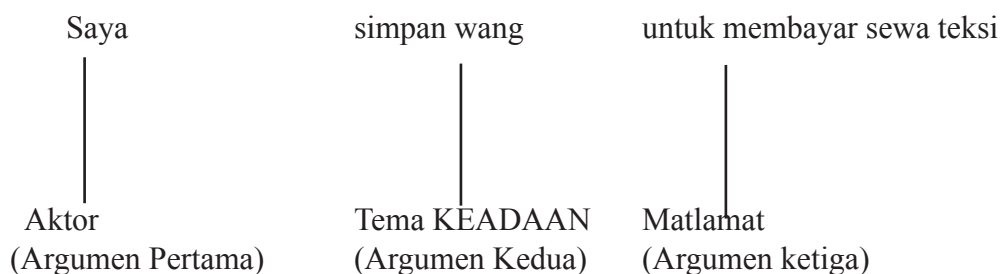 Saya simpan wang untuk membayar sewa teksi
Aktor Tema KEADAAN Matlamat
(Argumen Pertama) (Argumen Kedua) (Argumen ketiga)